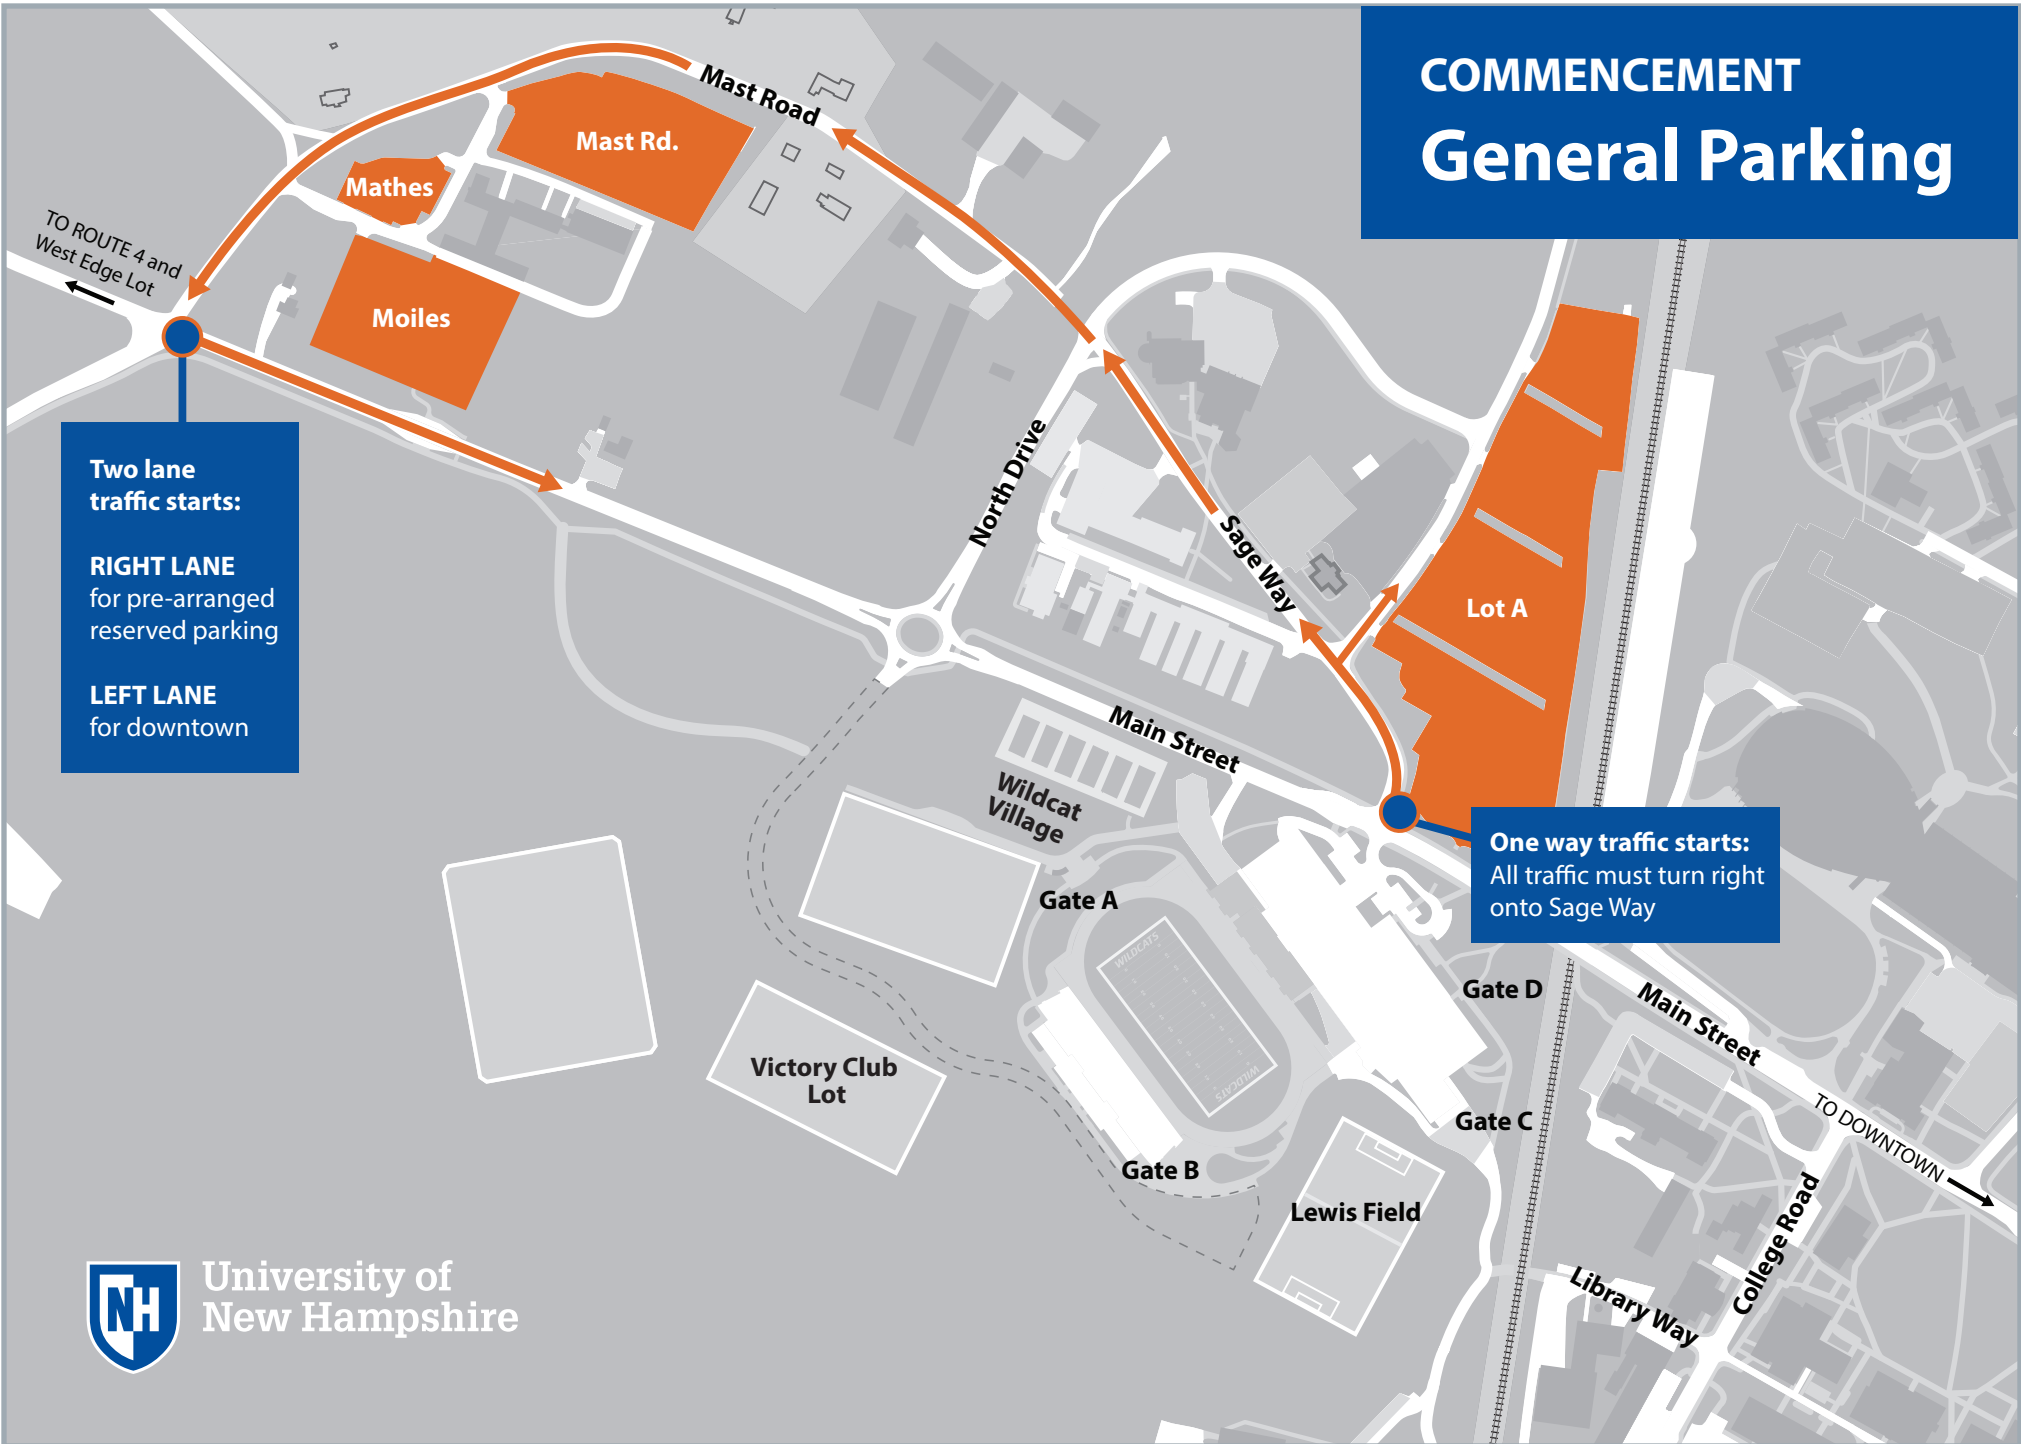 COMMENCEMENT
General Parking
Mast Road
Mast Rd.
Mathes
Moiles
TO ROUTE 4 and
West Edge Lot
Two lane
traffic starts:
RIGHT LANE
for pre-arranged
reserved parking
LEFT LANE
for downtown
North Drive
Sage Way
Lot A
Main Street
Wildcat
Village
One way traffic starts:
All traffic must turn right
onto Sage Way
Gate A
WILDCATS
WILDCATS
Gate D
Main Street
Victory Club
Lot
Gate C
Gate B
TO DOWNTOWN
Lewis Field
College Road
Library Way
NH
University of
New Hampshire